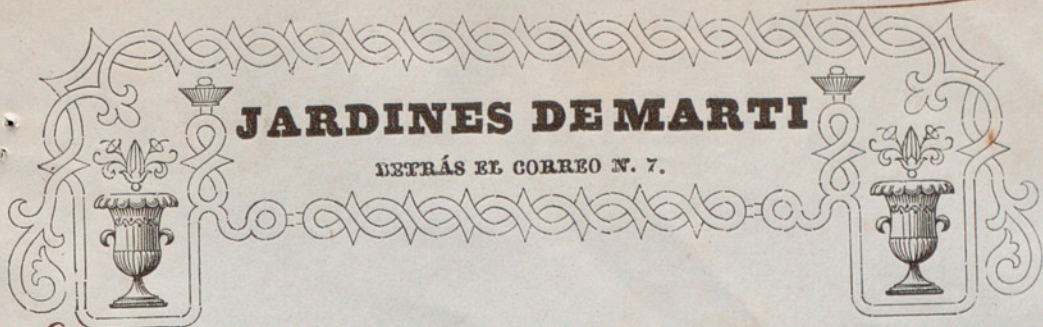 JARDINES DE MARTI
DETRÁS EL CORREO N. 7.